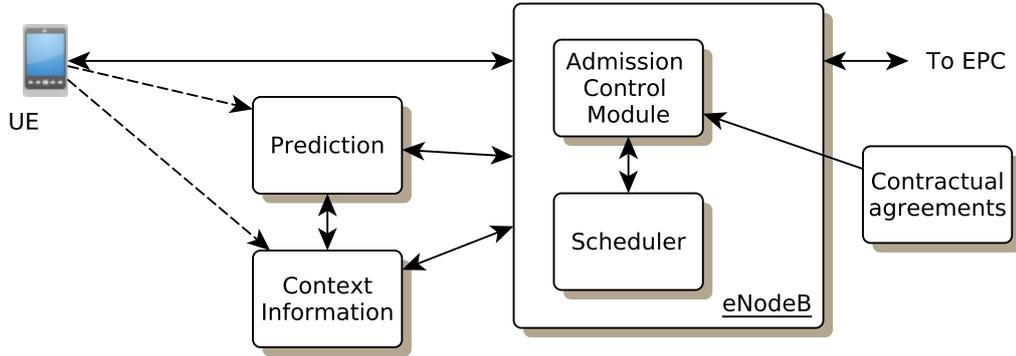 UE
Prediction
Context
Information
Admission
Control
Module
Scheduler
eNodeB
To EPC
Contractual
agreements